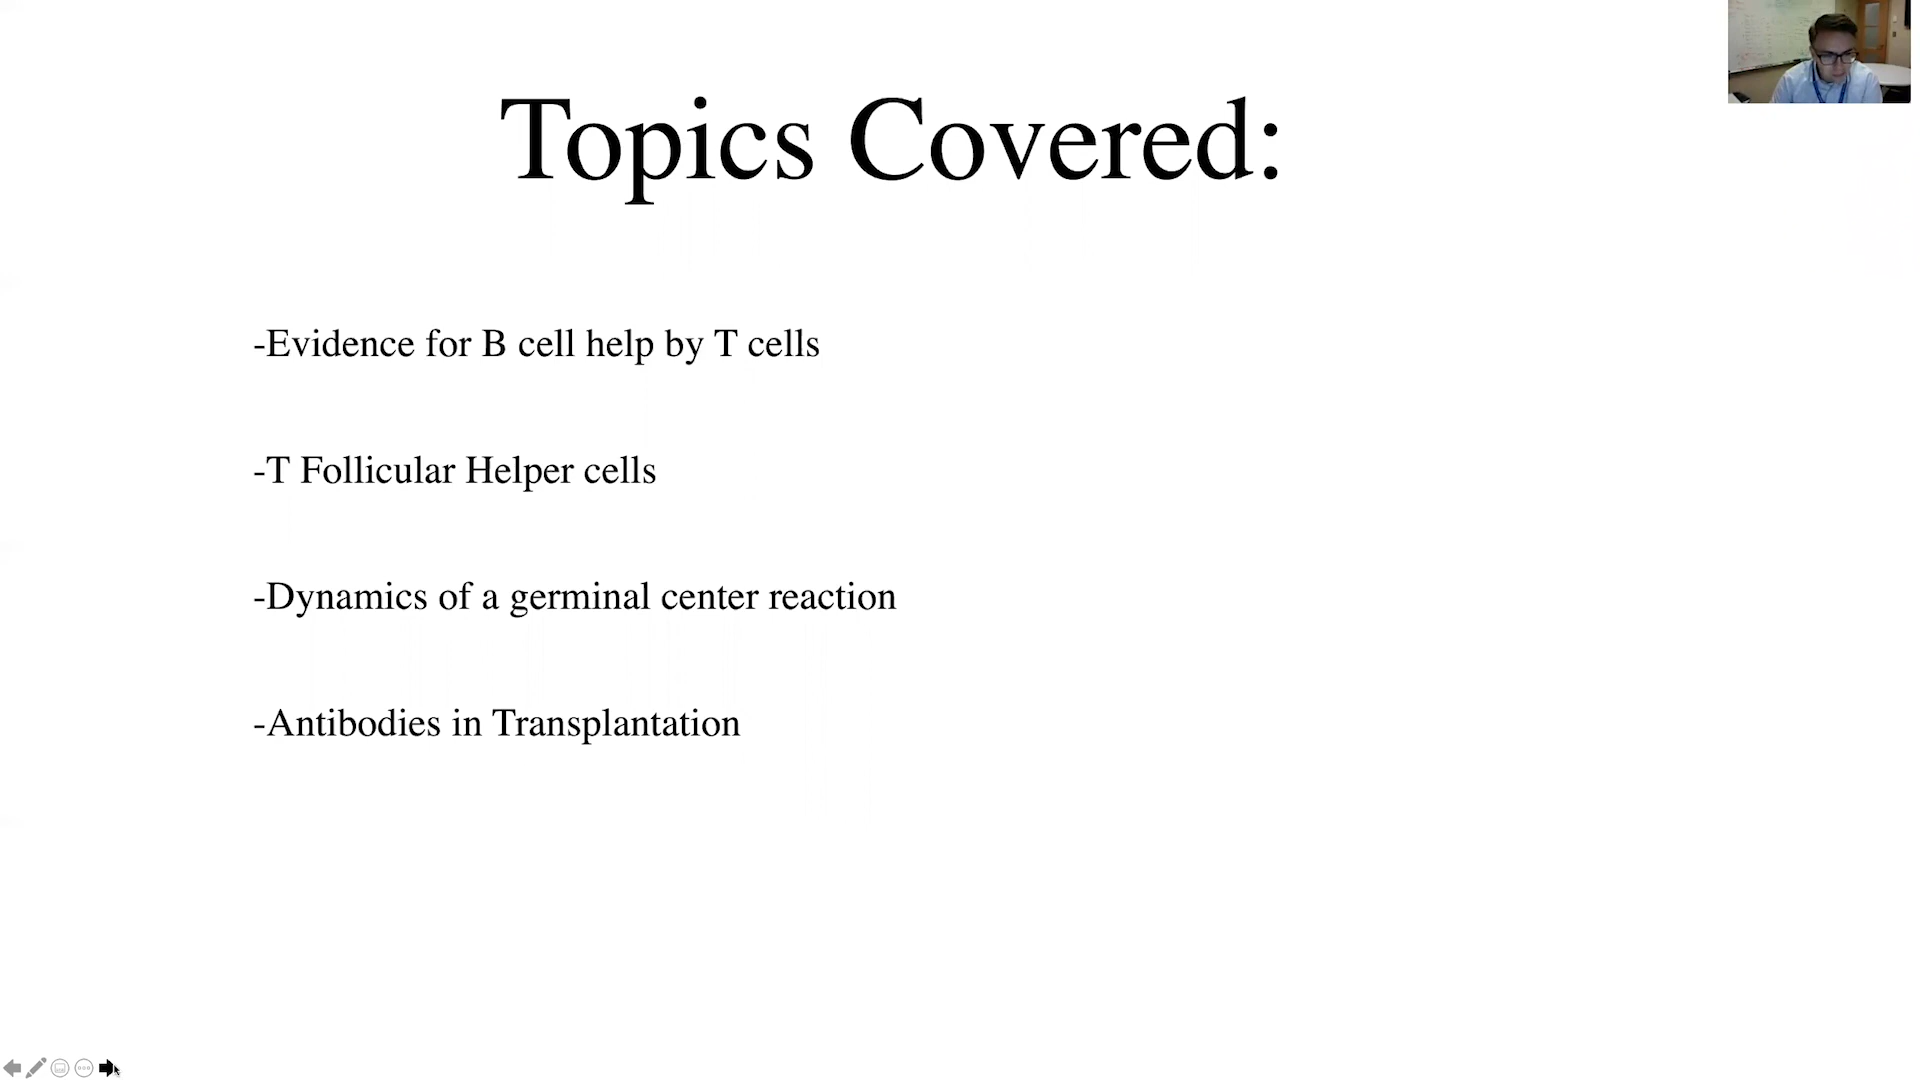 Topics Covered:
-Evidence for B cell help by T cells
-T Follicular Helper cells
-Dynamics of a germinal center reaction
-Antibodies in Transplantation